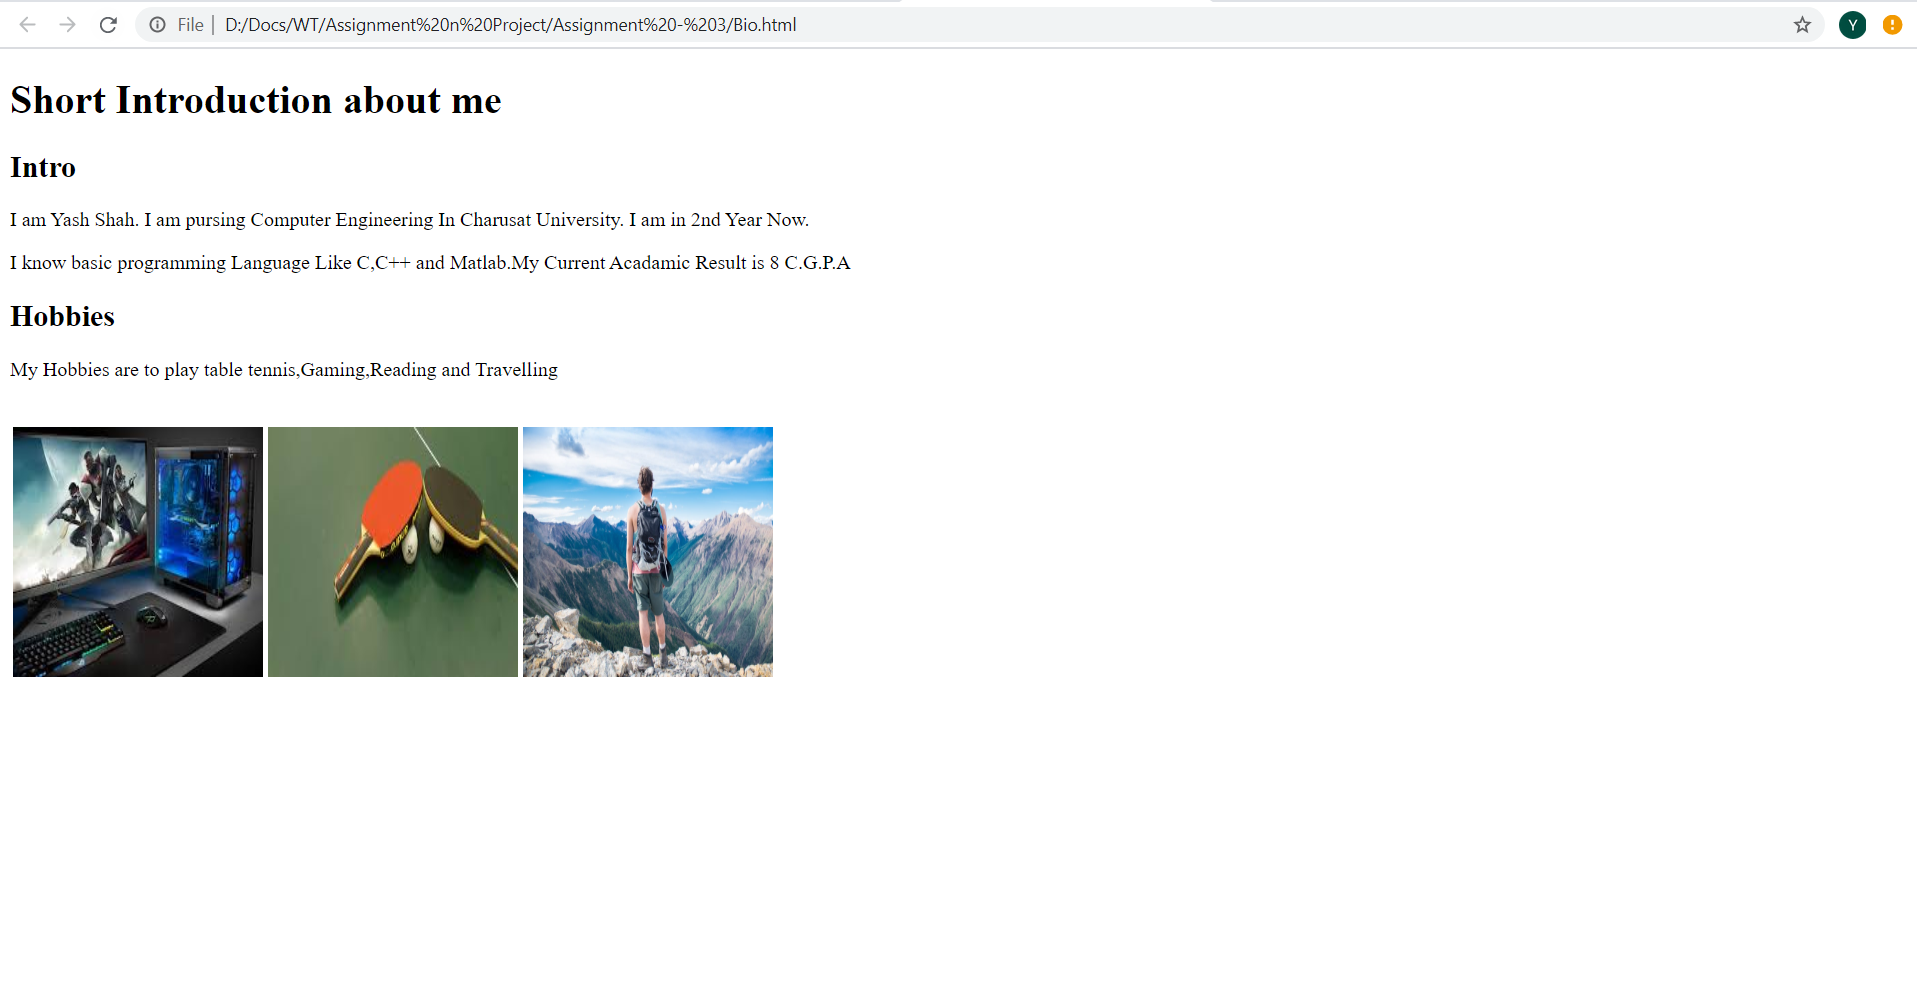 File | D:/Docs/WT/Assignment%20n%20Project/Assignment%20-%203/Bio.html
Y
Short Introduction about me
Intro
I am Yash Shah. I am pursing Computer Engineering In Charusat University. I am in 2nd Year Now.
I know basic programming Language Like C,C++ and Matlab.My Current Acadamic Result is 8 C.G.P.A
Hobbies
My Hobbies are to play table tennis,Gaming,Reading and Travelling